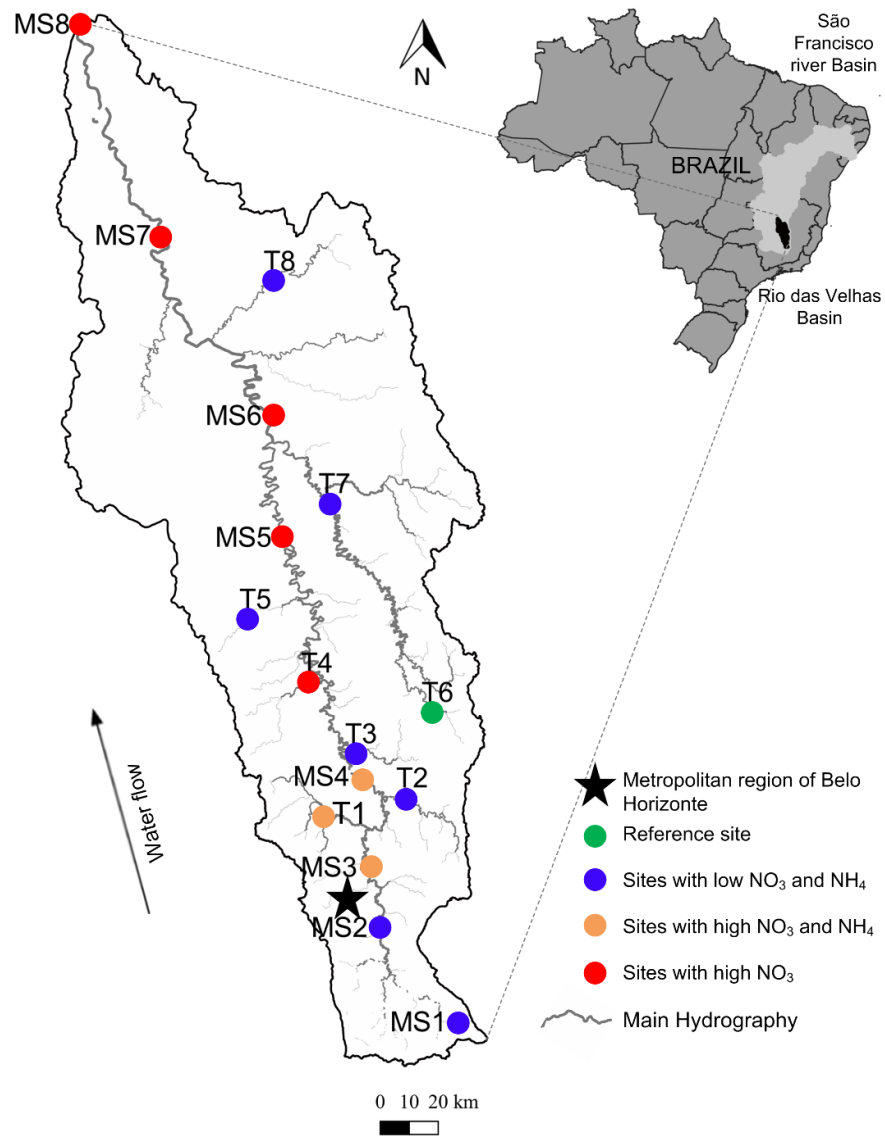 MS8
N
São
Francisco
river Basin
BRAZIL
Rio das Velhas
Basin
MS7
T8
MS6
T7
MS5
T5
T4
T6
T3
MS4
T2
T1
MS3
MS2
MS1
Water flow
Metropolitan region of Belo
Horizonte
Reference site
Sites with low NO₃ and NH₄
Sites with high NO₃ and NH₄
Sites with high NO₃
Main Hydrography
0 10 20 km